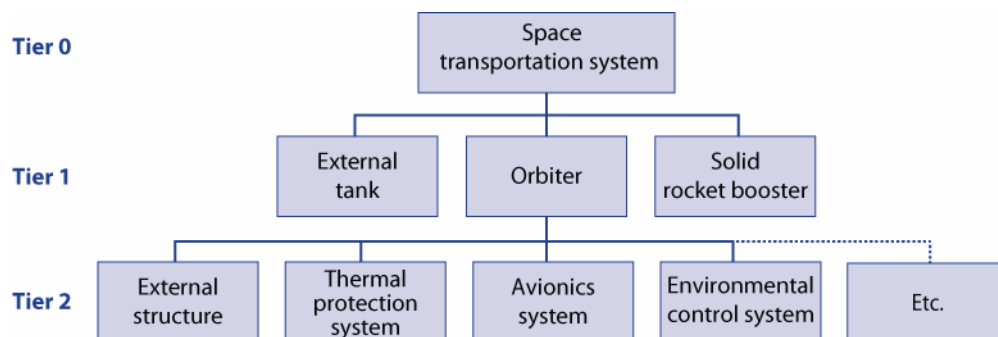 Tier 0
Space
transportation system
Tier 1
External
tank
Orbiter
Solid
rocket booster
Tier 2
External
structure
Thermal
protection
system
Avionics
system
Environmental
control system
Etc.